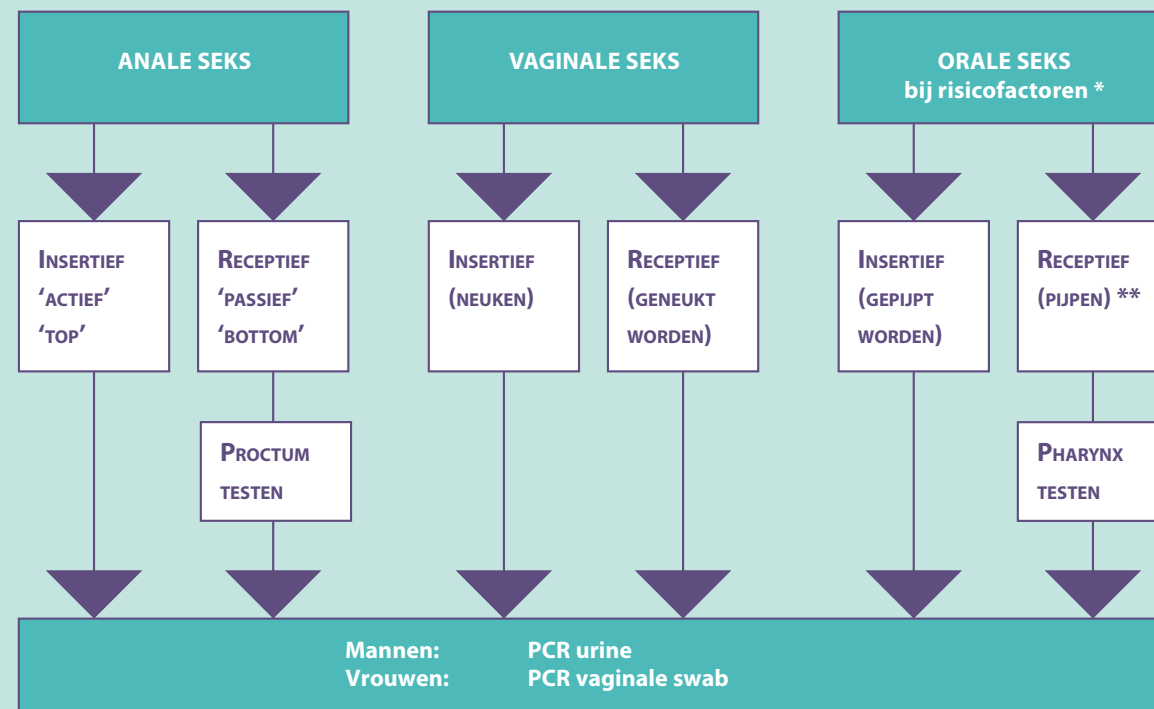 ANALE SEKS
VAGINALE SEKS
ORALE SEKS
bij risicofactoren *
Insertief
‘actief’
‘top’
Receptief
‘passief’
‘bottom’
Insertief
(neuken)
Receptief
(geneukt
worden)
Insertief
(gepijpt
worden)
Receptief
(pijpen) **
Proctum
testen
Pharynx
testen
Mannen: PCR urine
Vrouwen: PCR vaginale swab